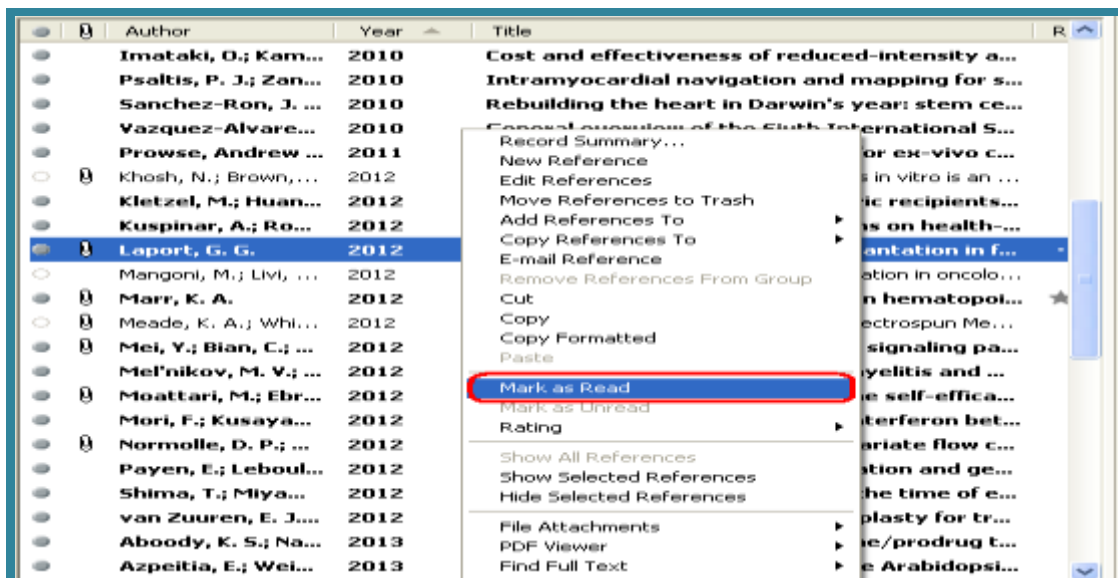 Author Year Title R
Imataki, O.; Kam... 2010 Cost and effectiveness of reduced-intensity a...
Psaltis, P. J.; Zan... 2010 Intramyocardial navigation and mapping for s...
Sanchez-Ron, J. ... 2010 Rebuilding the heart in Darwin's year: stem ce...
Vazquez-Alvare... 2010 General overview of the Sixth International S...
Prowse, Andrew ... 2011 or ex-vivo c...
Khosh, N.; Brown,... 2012 s in vitro is an ...
Kletzel, M.; Huan... 2012 ic recipients...
Kuspinar, A.; Ro... 2012 ns on health-...
Laport, G. G. 2012 antation in f...
Mangoni, M.; Livi, ... 2012 ation in oncolo...
Marr, K. A. 2012 n hematopoi...
Meade, K. A.; Whi... 2012 ectrospun Me...
Mei, Y.; Bian, C.; ... 2012 signaling pa...
Mel'nikov, M. V.; ... 2012 yelitis and ...
Moattari, M.; Ebr... 2012 e self-effica...
Mori, F.; Kusaya... 2012 terferon bet...
Normolle, D. P.; ... 2012 ariate flow c...
Payen, E.; Leboul... 2012 ation and ge...
Shima, T.; Miya... 2012 he time of e...
van Zuuren, E. J.... 2012 plasty for tr...
Aboody, K. S.; Na... 2013 e/prodrug t...
Azpeitia, E.; Wei... 2013 e Arabidopsi...
Record Summary...
New Reference
Edit References
Move References to Trash
Add References To
Copy References To
E-mail Reference
Remove References From Group
Cut
Copy
Copy Formatted
Paste
Mark as Read
Mark as Unread
Rating
Show All References
Show Selected References
Hide Selected References
File Attachments
PDF Viewer
Find Full Text